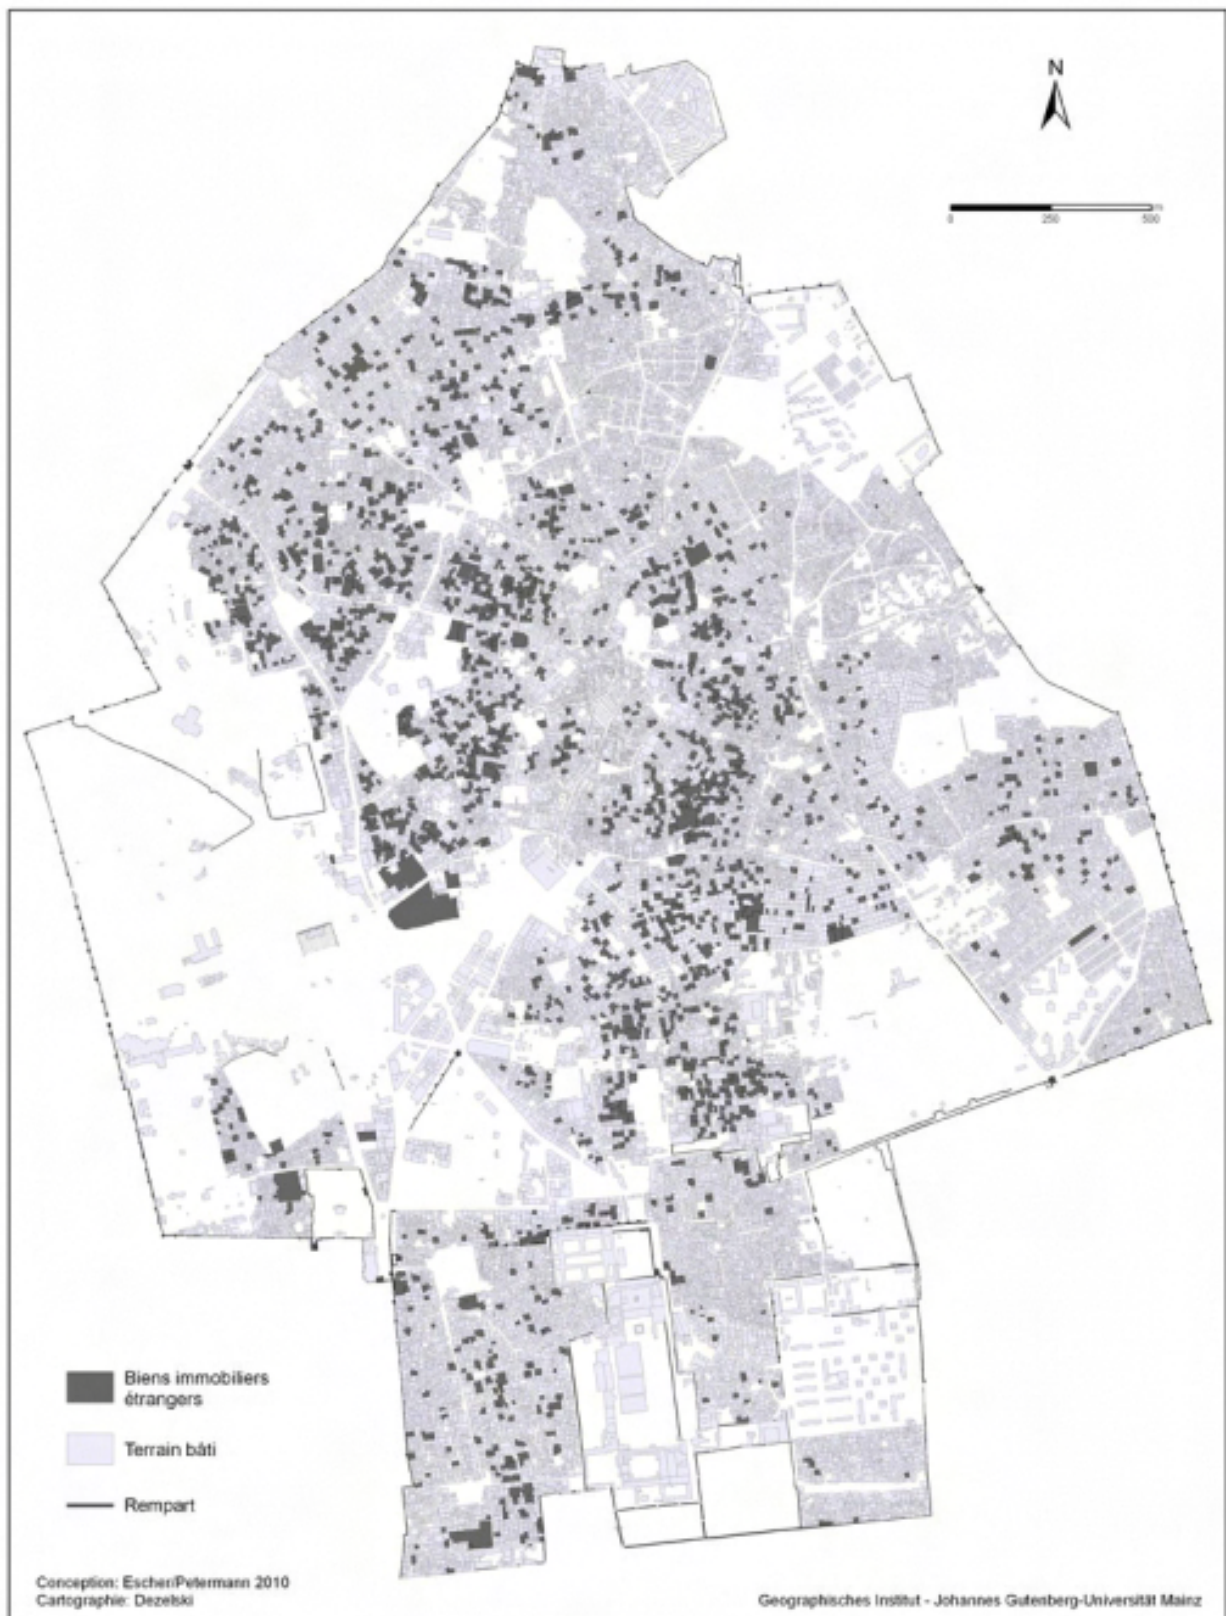 N
0 250 500
Biens immobiliers
étrangers
Terrain bâti
Rempart
Conception: Escher/Petermann 2010
Cartographie: Dezelski
Geographisches Institut - Johannes Gutenberg-Universität Mainz